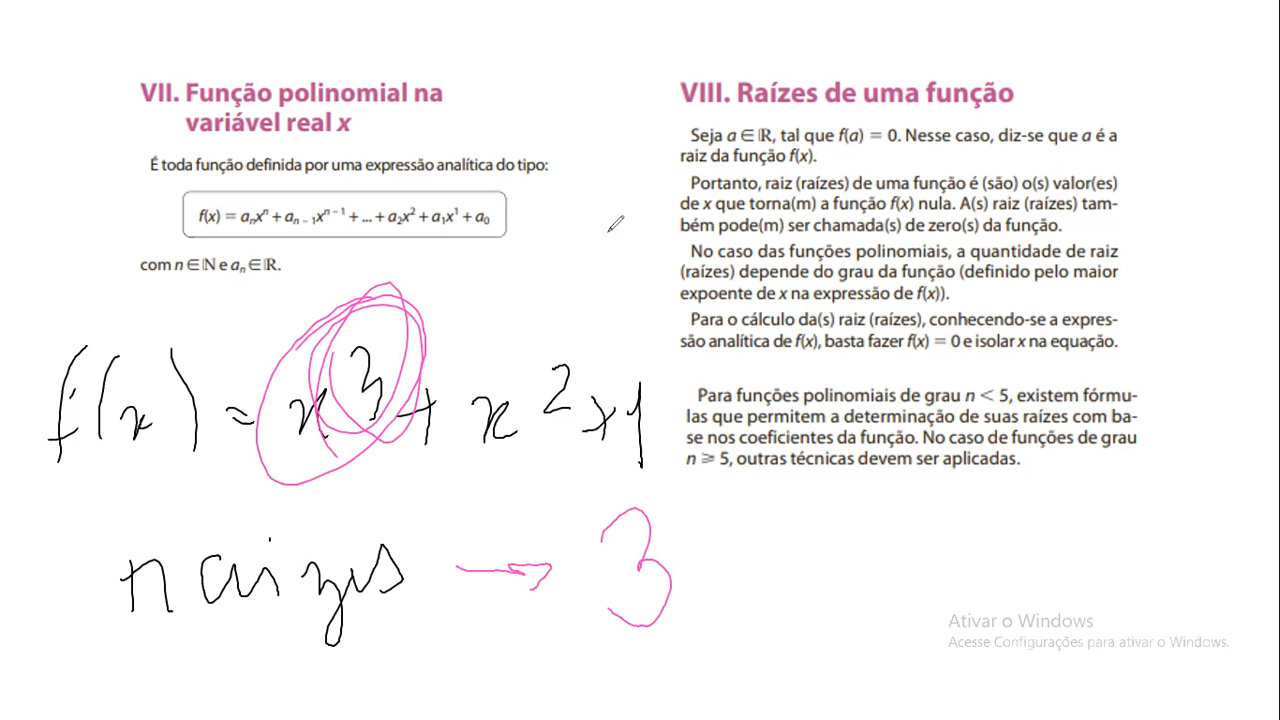 VII. Função polinomial na
variável real x
É toda função definida por uma expressão analítica do tipo:
f(x) = aₙxⁿ + aₙ₋₁xⁿ⁻¹ + ... + a₂x² + a₁x¹ + a₀
com n ∈ ℕ e aₙ ∈ ℝ.
f(x) = x³ + x² + 1
raizes → 3
VIII. Raízes de uma função
Seja a ∈ ℝ, tal que f(a) = 0. Nesse caso, diz-se que a é a
raiz da função f(x).
Portanto, raiz (raízes) de uma função é (são) o(s) valor(es)
de x que torna(m) a função f(x) nula. A(s) raiz (raízes) tam-
bém pode(m) ser chamada(s) de zero(s) da função.
No caso das funções polinomiais, a quantidade de raiz
(raízes) depende do grau da função (definido pelo maior
expoente de x na expressão de f(x)).
Para o cálculo da(s) raiz (raízes), conhecendo-se a expres-
são analítica de f(x), basta fazer f(x) = 0 e isolar x na equação.
Para funções polinomiais de grau n < 5, existem fórmu-
las que permitem a determinação de suas raízes com ba-
se nos coeficientes da função. No caso de funções de grau
n ⩾ 5, outras técnicas devem ser aplicadas.
Ativar o Windows
Acesse Configurações para ativar o Windows.